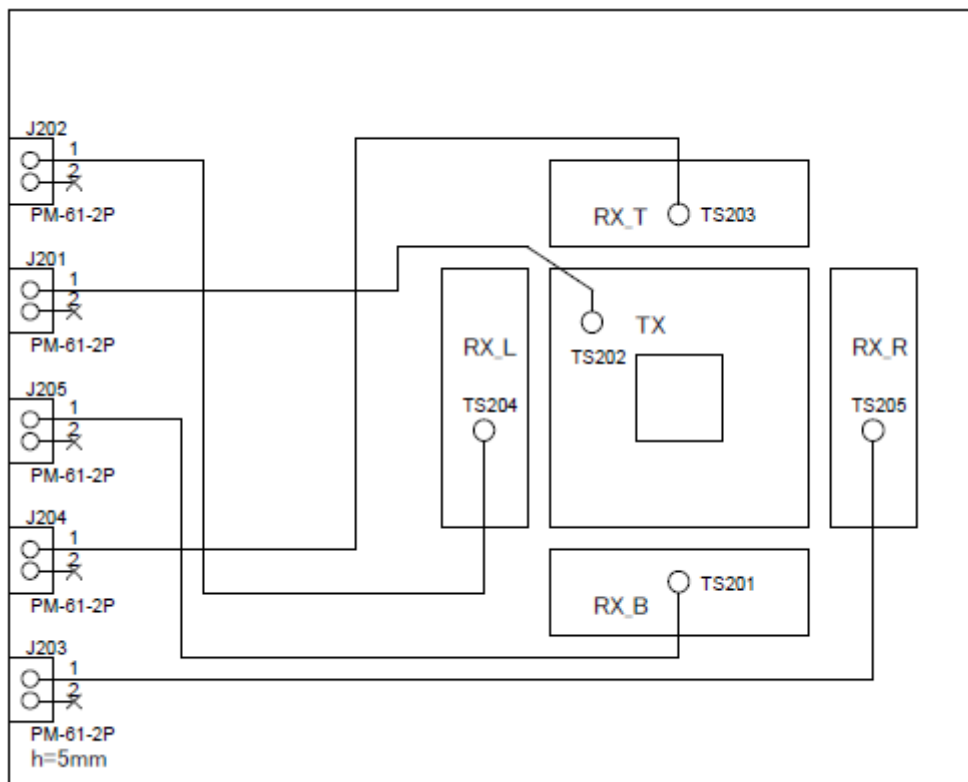 J202
1
2
PM-61-2P
J201
1
2
PM-61-2P
J205
1
2
PM-61-2P
J204
1
2
PM-61-2P
J203
1
2
PM-61-2P
h=5mm
RX_T
TS203
RX_L
TS204
TX
TS202
RX_R
TS205
RX_B
TS201